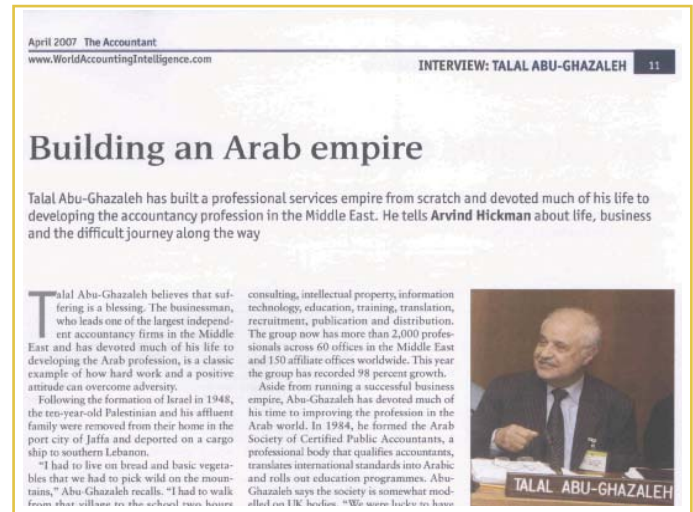 April 2007 The Accountant
www.WorldAccountingIntelligence.com
INTERVIEW: TALAL ABU-GHAZALEH 11
Building an Arab empire
Talal Abu-Ghazaleh has built a professional services empire from scratch and devoted much of his life to
developing the accountancy profession in the Middle East. He tells Arvind Hickman about life, business
and the difficult journey along the way
Talal Abu-Ghazaleh believes that suf-
fering is a blessing. The businessman,
who leads one of the largest independ-
ent accountancy firms in the Middle
East and has devoted much of his life to
developing the Arab profession, is a classic
example of how hard work and a positive
attitude can overcome adversity.
Following the formation of Israel in 1948,
the ten-year-old Palestinian and his affluent
family were removed from their home in the
port city of Jaffa and deported on a cargo
ship to southern Lebanon.
"I had to live on bread and basic vegeta-
bles that we had to pick wild on the moun-
tains," Abu-Ghazaleh recalls. "I had to walk
from that village to the school two hours
consulting, intellectual property, information
technology, education, training, translation,
recruitment, publication and distribution.
The group now has more than 2,000 profes-
sionals across 60 offices in the Middle East
and 150 affiliate offices worldwide. This year
the group has recorded 98 percent growth.
Aside from running a successful business
empire, Abu-Ghazaleh has devoted much of
his time to improving the profession in the
Arab world. In 1984, he formed the Arab
Society of Certified Public Accountants, a
professional body that qualifies accountants,
translates international standards into Arabic
and rolls out education programmes. Abu-
Ghazaleh says the society is somewhat mod-
elled on UK bodies. "We were lucky to have
TALAL ABU-GHAZALEH